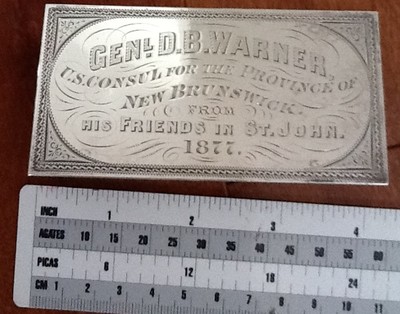 GENL D.B. WARNER,
U.S. CONSUL FOR THE PROVINCE OF
NEW BRUNSWICK.
FROM
HIS FRIENDS IN ST. JOHN.
1877.
INCH 1 2 3 4
AGATES 10 15 20 25 30 35 40 45 50 55 60
PICAS 6 12 18 24
CM 1 2 3 4 5 6 7 8 9 10 11